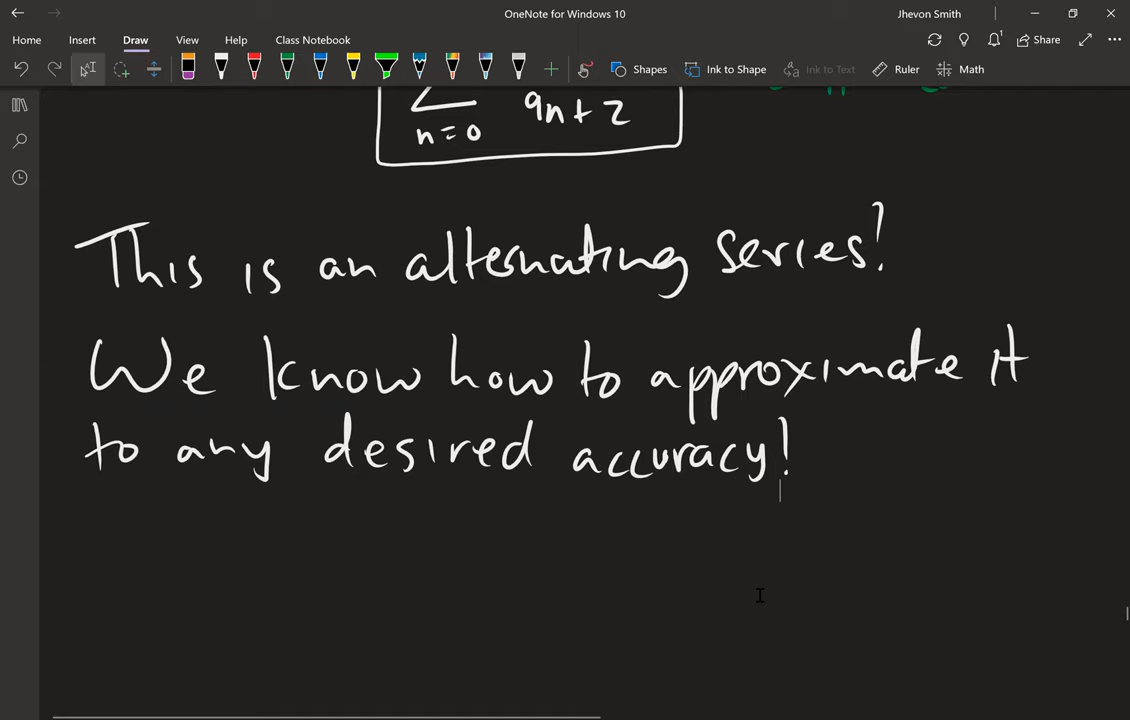 OneNote for Windows 10
Jhevon Smith
Home Insert Draw View Help Class Notebook
1 Share
Shapes Ink to Shape Ink to Text Ruler Math
∑ 9n+2
n=0
This is an alternating series!
We know how to approximate it
to any desired accuracy!